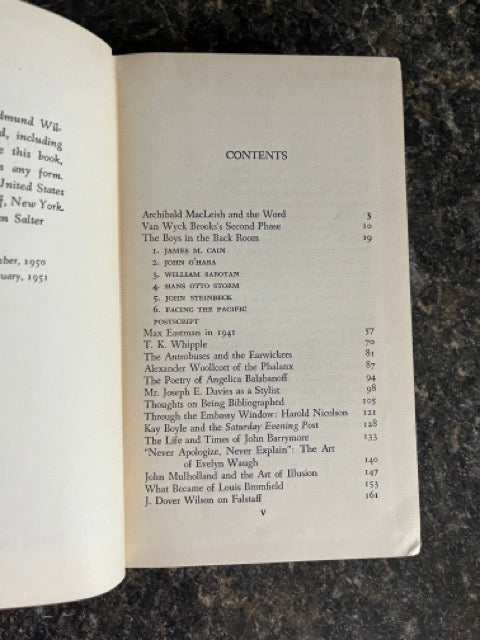 dmund Wil-
d, including
e this book,
n any form.
United States
f, New York.
n Salter
mber, 1950
uary, 1951
CONTENTS
Archibald MacLeish and the Word 3
Van Wyck Brooks's Second Phase 10
The Boys in the Back Room 19
1. JAMES M. CAIN
2. JOHN O'HARA
3. WILLIAM SAROYAN
4. HANS OTTO STORM
5. JOHN STEINBECK
6. FACING THE PACIFIC
POSTSCRIPT
Max Eastman in 1941 57
T. K. Whipple 70
The Antrobuses and the Earwickers 81
Alexander Woollcott of the Phalanx 87
The Poetry of Angelica Balabanoff 94
Mr. Joseph E. Davies as a Stylist 98
Thoughts on Being Bibliographed 105
Through the Embassy Window: Harold Nicolson 121
Kay Boyle and the Saturday Evening Post 128
The Life and Times of John Barrymore 133
"Never Apologize, Never Explain": The Art
of Evelyn Waugh 140
John Mulholland and the Art of Illusion 147
What Became of Louis Bromfield 153
J. Dover Wilson on Falstaff 161
V